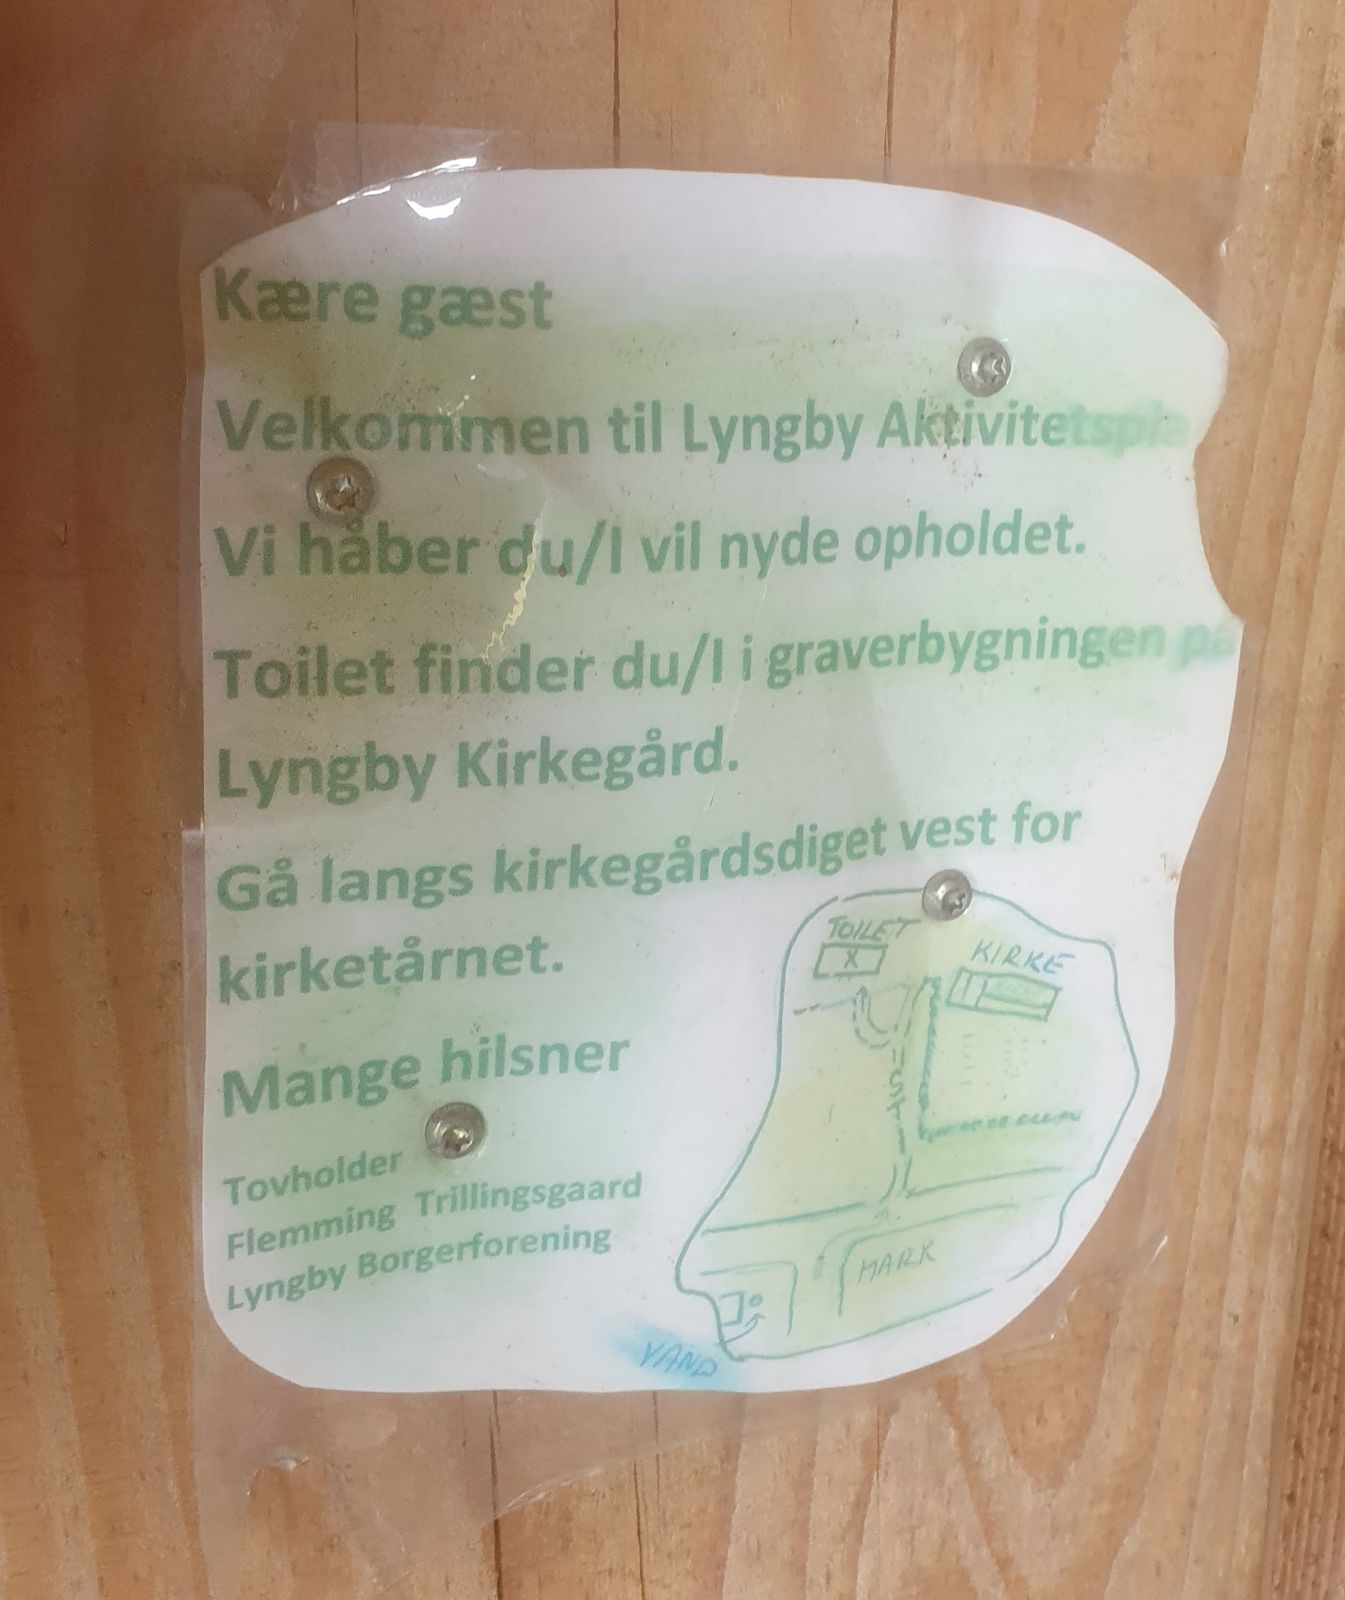 Kære gæst
Velkommen til Lyngby Aktivitetspla
Vi håber du/I vil nyde opholdet.
Toilet finder du/I i graverbygningen på
Lyngby Kirkegård.
Gå langs kirkegårdsdiget vest for
kirketårnet.
Mange hilsner
Tovholder
Flemming Trillingsgaard
Lyngby Borgerforening
TOILET
X
KIRKE
MARK
VAND